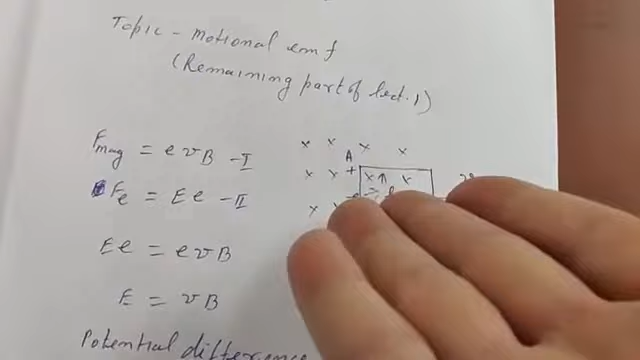 Topic - Motional emf
(Remaining part of lect. 1)
Fmag = evB - I
Fe = Ee - II
Ee = evB
E = vB
Potential difference
x x x x
A
x x + x x
x